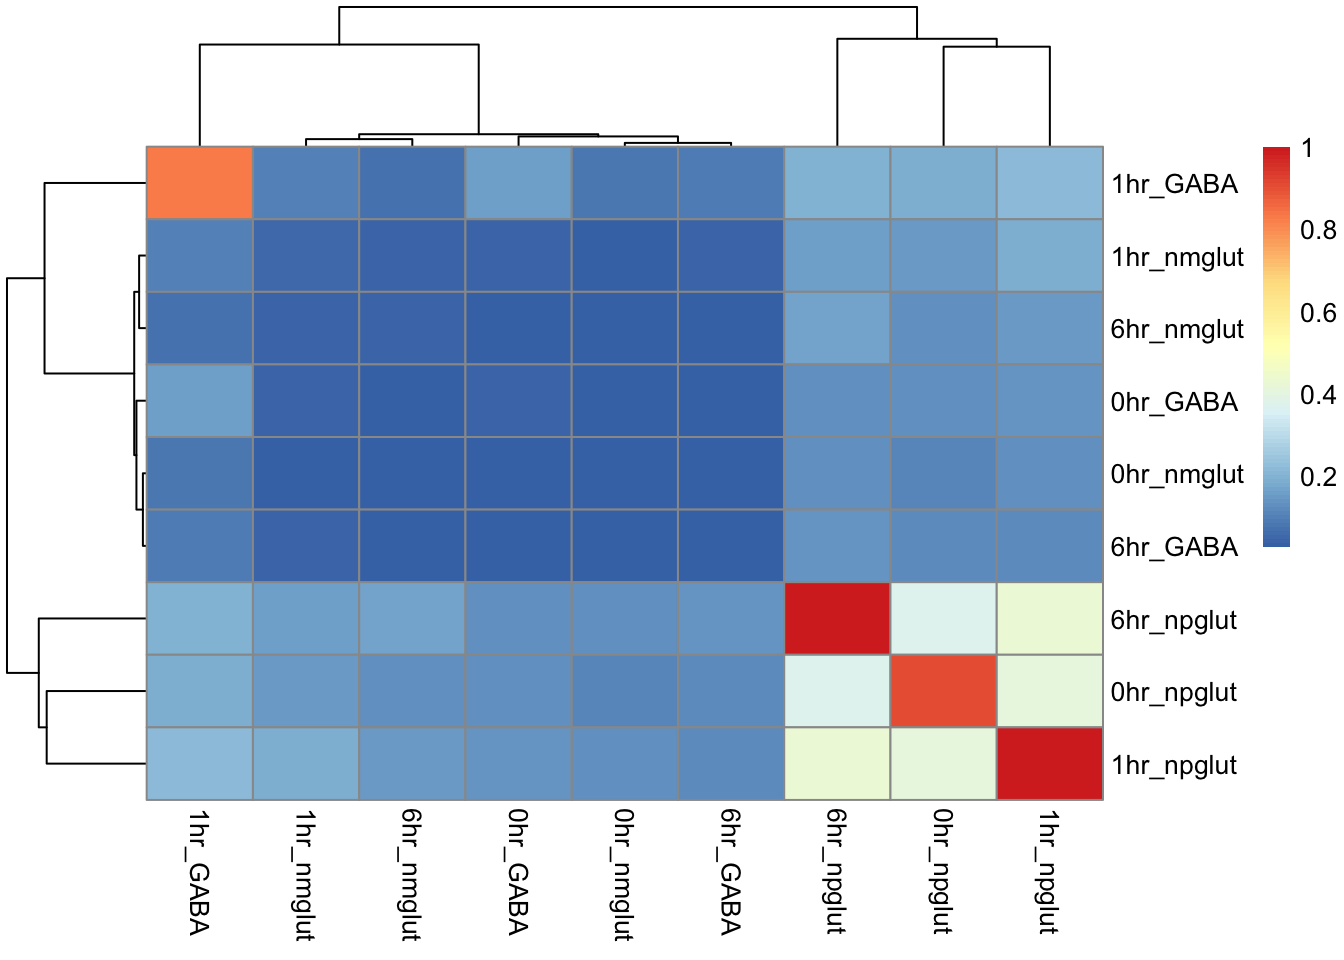 1hr_GABA
1hr_nmglut
6hr_nmglut
0hr_GABA
0hr_nmglut
6hr_GABA
6hr_npglut
0hr_npglut
1hr_npglut
1
0.8
0.6
0.4
0.2
1hr_GABA
1hr_nmglut
6hr_nmglut
0hr_GABA
0hr_nmglut
6hr_GABA
6hr_npglut
0hr_npglut
1hr_npglut